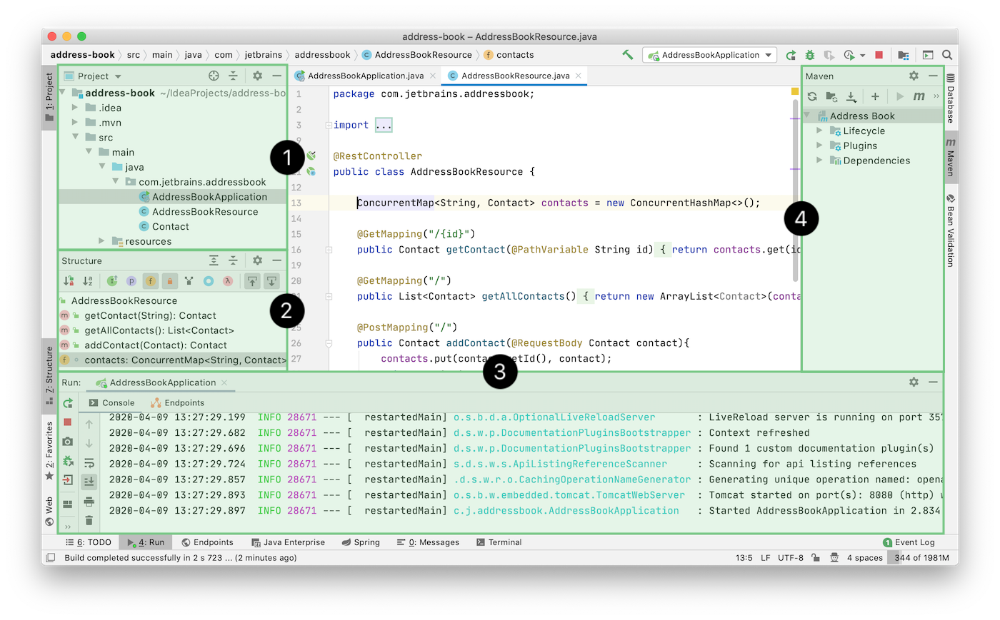 address-book – AddressBookResource.java
address-book src main java com jetbrains addressbook AddressBookResource contacts
AddressBookApplication
1: Project
Project
address-book ~/IdeaProjects/address-bo
.idea
.mvn
src
main
java
com.jetbrains.addressbook
AddressBookApplication
AddressBookResource
Contact
resources
1
Structure
AddressBookResource
getContact(String): Contact
getAllContacts(): List<Contact>
addContact(Contact): Contact
contacts: ConcurrentMap<String, Contact>
2
AddressBookApplication.java AddressBookResource.java
1 package com.jetbrains.addressbook;
2
3 import ...
9
@RestController
public class AddressBookResource {
12
13 ConcurrentMap<String, Contact> contacts = new ConcurrentHashMap<>();
14
15 @GetMapping("/{id}")
16 public Contact getContact(@PathVariable String id) { return contacts.get(id
19
20 @GetMapping("/")
public List<Contact> getAllContacts() { return new ArrayList<Contact>(conta
25 @PostMapping("/")
26 public Contact addContact(@RequestBody Contact contact){
27 contacts.put(contact.getId(), contact);
3
Maven
Address Book
Lifecycle
Plugins
Dependencies
4
Database
Maven
Bean Validation
Z: Structure
2: Favorites
Web
Run: AddressBookApplication
Console Endpoints
2020-04-09 13:27:29.199 INFO 28671 --- [ restartedMain] o.s.b.d.a.OptionalLiveReloadServer : LiveReload server is running on port 357
2020-04-09 13:27:29.682 INFO 28671 --- [ restartedMain] d.s.w.p.DocumentationPluginsBootstrapper : Context refreshed
2020-04-09 13:27:29.696 INFO 28671 --- [ restartedMain] d.s.w.p.DocumentationPluginsBootstrapper : Found 1 custom documentation plugin(s)
2020-04-09 13:27:29.724 INFO 28671 --- [ restartedMain] s.d.s.w.s.ApiListingReferenceScanner : Scanning for api listing references
2020-04-09 13:27:29.857 INFO 28671 --- [ restartedMain] .d.s.w.r.o.CachingOperationNameGenerator : Generating unique operation named: opena
2020-04-09 13:27:29.893 INFO 28671 --- [ restartedMain] o.s.b.w.embedded.tomcat.TomcatWebServer : Tomcat started on port(s): 8080 (http) w
2020-04-09 13:27:29.897 INFO 28671 --- [ restartedMain] c.j.addressbook.AddressBookApplication : Started AddressBookApplication in 2.834
6: TODO 4: Run Endpoints Java Enterprise Spring 0: Messages Terminal 1 Event Log
Build completed successfully in 2 s 723 ... (2 minutes ago) 13:5 LF UTF-8 4 spaces 344 of 1981M